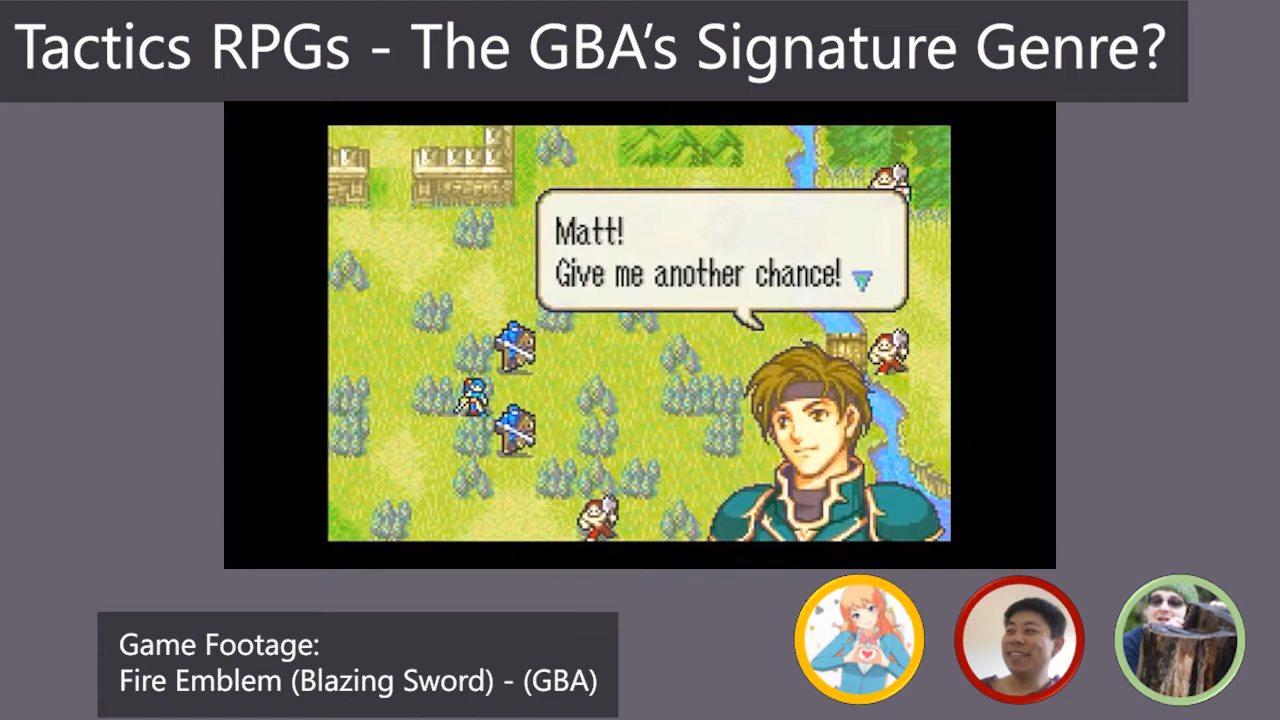 Tactics RPGs - The GBA's Signature Genre?
Matt!
Give me another chance!
Game Footage:
Fire Emblem (Blazing Sword) - (GBA)